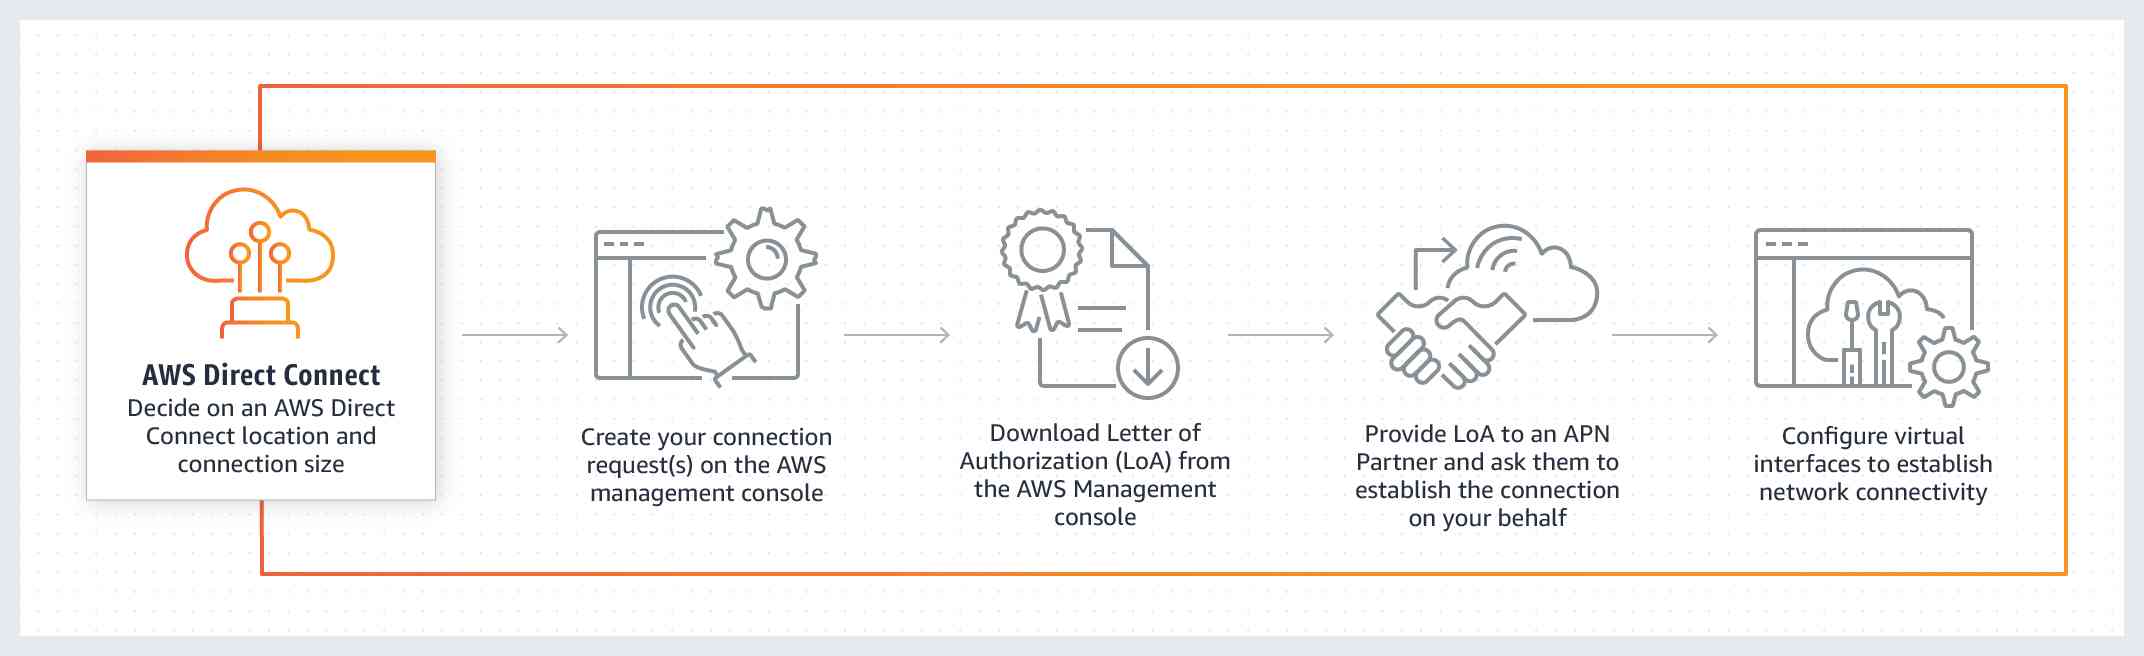 AWS Direct Connect
Decide on an AWS Direct
Connect location and
connection size
Create your connection
request(s) on the AWS
management console
Download Letter of
Authorization (LoA) from
the AWS Management
console
Provide LoA to an APN
Partner and ask them to
establish the connection
on your behalf
Configure virtual
interfaces to establish
network connectivity